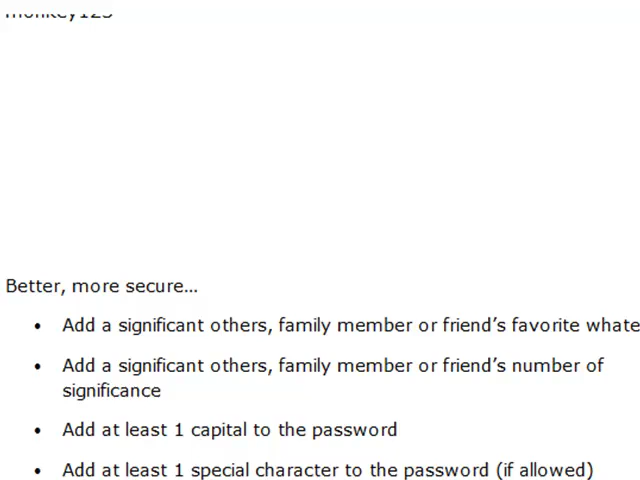 monkey123
Better, more secure…
• Add a significant others, family member or friend’s favorite whate
• Add a significant others, family member or friend’s number of
significance
• Add at least 1 capital to the password
• Add at least 1 special character to the password (if allowed)